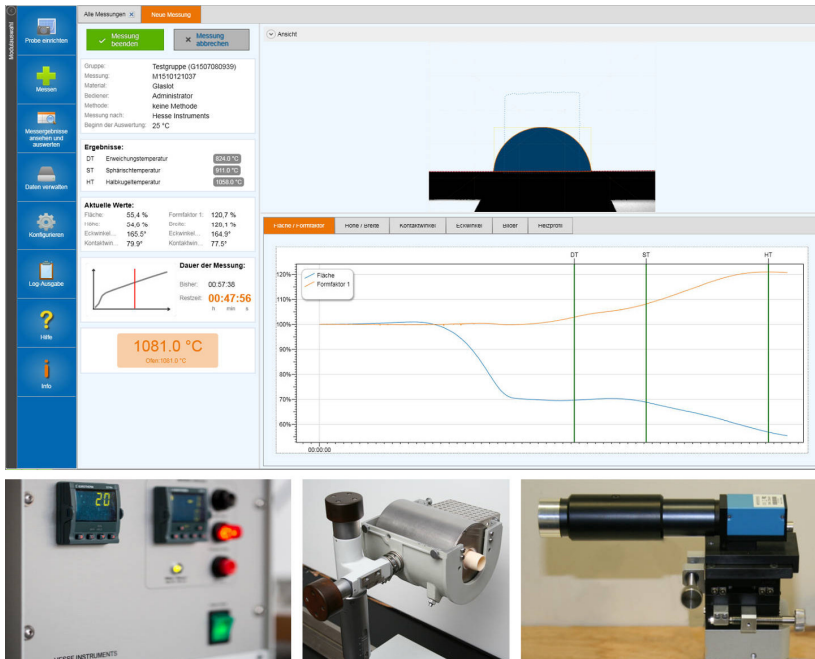 Modulauswahl
Probe einrichten
Messen
Messergebnisse
ansehen und
auswerten
Daten verwalten
Konfigurieren
Log-Ausgabe
Hilfe
Info
Alle Messungen ×
Neue Messung
Messung
beenden
Messung
abbrechen
Gruppe: Testgruppe (G1507080939)
Messung: M1510121037
Material: Glaslot
Bediener: Administrator
Methode: keine Methode
Messung nach: Hesse Instruments
Beginn der Auswertung: 25 °C
Ergebnisse:
DT Erweichungstemperatur 824.0 °C
ST Sphärischtemperatur 911.0 °C
HT Halbkugeltemperatur 1059.0 °C
Aktuelle Werte:
Fläche: 55,4 % Formfaktor 1: 120,7 %
Höhe: 54,6 % Breite: 126,1 %
Eckwinkel... 165.5° Eckwinkel... 164.9°
Kontaktwin... 79.9° Kontaktwin... 77.5°
Dauer der Messung:
Bisher: 00:57:38
Restzeit: 00:47:56
h min s
1081.0 °C
Ofen:1081.0 °C
Ansicht
Fläche / Formfaktor
Höhe / Breite
Kontaktwinkel
Eckwinkel
Bilder
Heizprofil
DT ST HT
Fläche
Formfaktor 1
120%
110%
100%
90%
80%
70%
60%
00:00:00
20
HESSE INSTRUMENTS